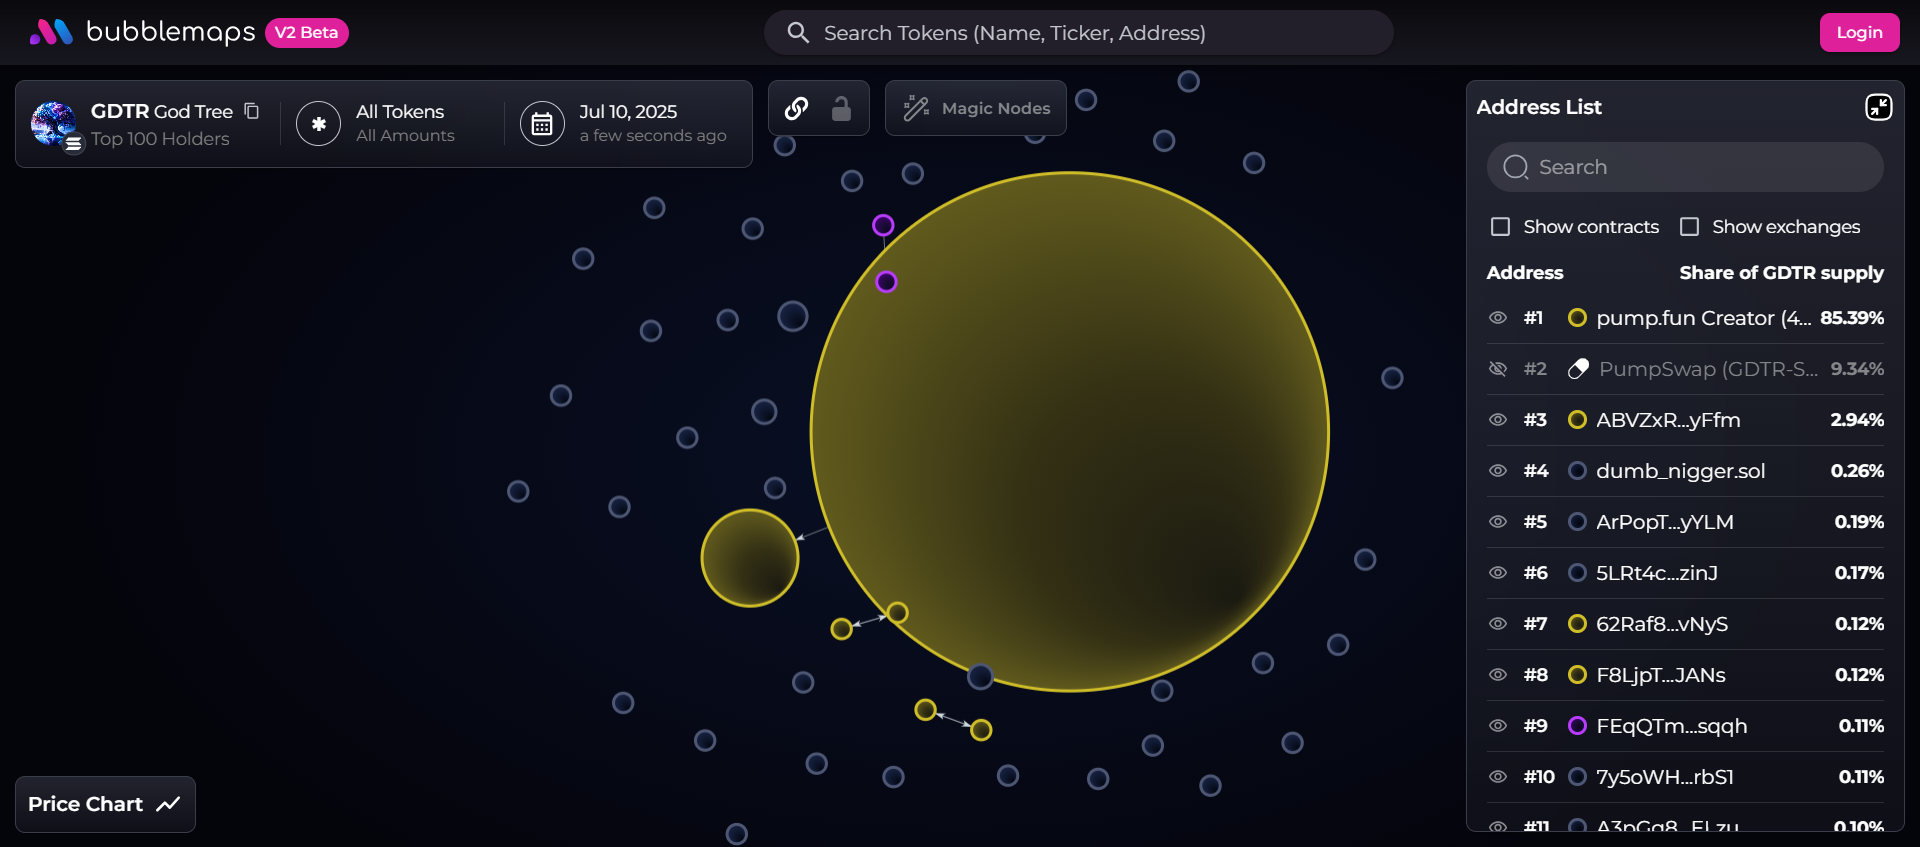 bubblemaps V2 Beta
Search Tokens (Name, Ticker, Address)
Login
GDTR God Tree
Top 100 Holders
All Tokens
All Amounts
Jul 10, 2025
a few seconds ago
Magic Nodes
Address List
Search
Show contracts Show exchanges
Address Share of GDTR supply
#1 pump.fun Creator (4... 85.39%
#2 PumpSwap (GDTR-S... 9.34%
#3 ABVZxR...yFfm 2.94%
#4 dumb_nigger.sol 0.26%
#5 ArPopT...yYLM 0.19%
#6 5LRt4c...zinJ 0.17%
#7 62Raf8...vNyS 0.12%
#8 F8LjpT...JANs 0.12%
#9 FEqQTm...sqqh 0.11%
#10 7y5oWH...rbS1 0.11%
#11 0.10%
Price Chart